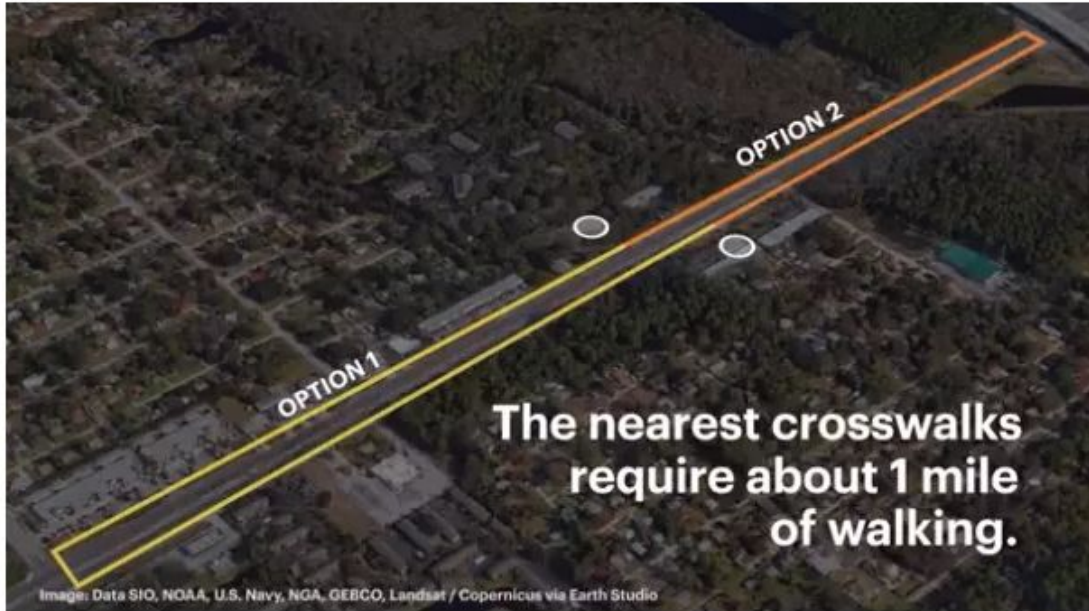 OPTION 2
OPTION 1
The nearest crosswalks
require about 1 mile
of walking.
Image: Data SIO, NOAA, U.S. Navy, NGA, GEBCO, Landsat / Copernicus via Earth Studio